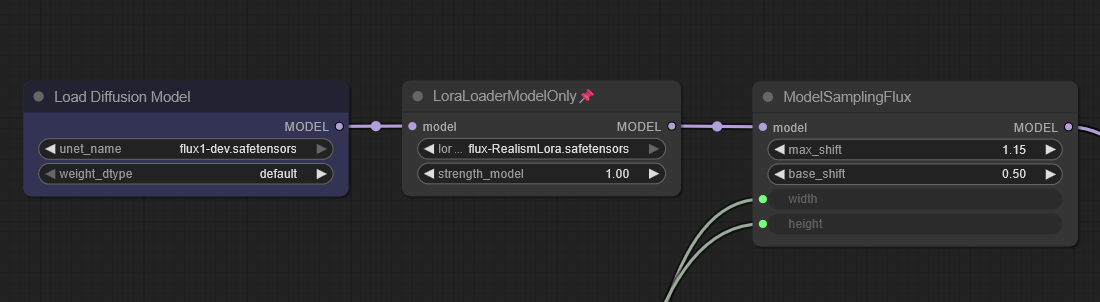 Load Diffusion Model
MODEL
unet_name flux1-dev.safetensors
weight_dtype default
LoraLoaderModelOnly📌
model MODEL
lor ... flux-RealismLora.safetensors
strength_model 1.00
ModelSamplingFlux
model MODEL
max_shift 1.15
base_shift 0.50
width
height